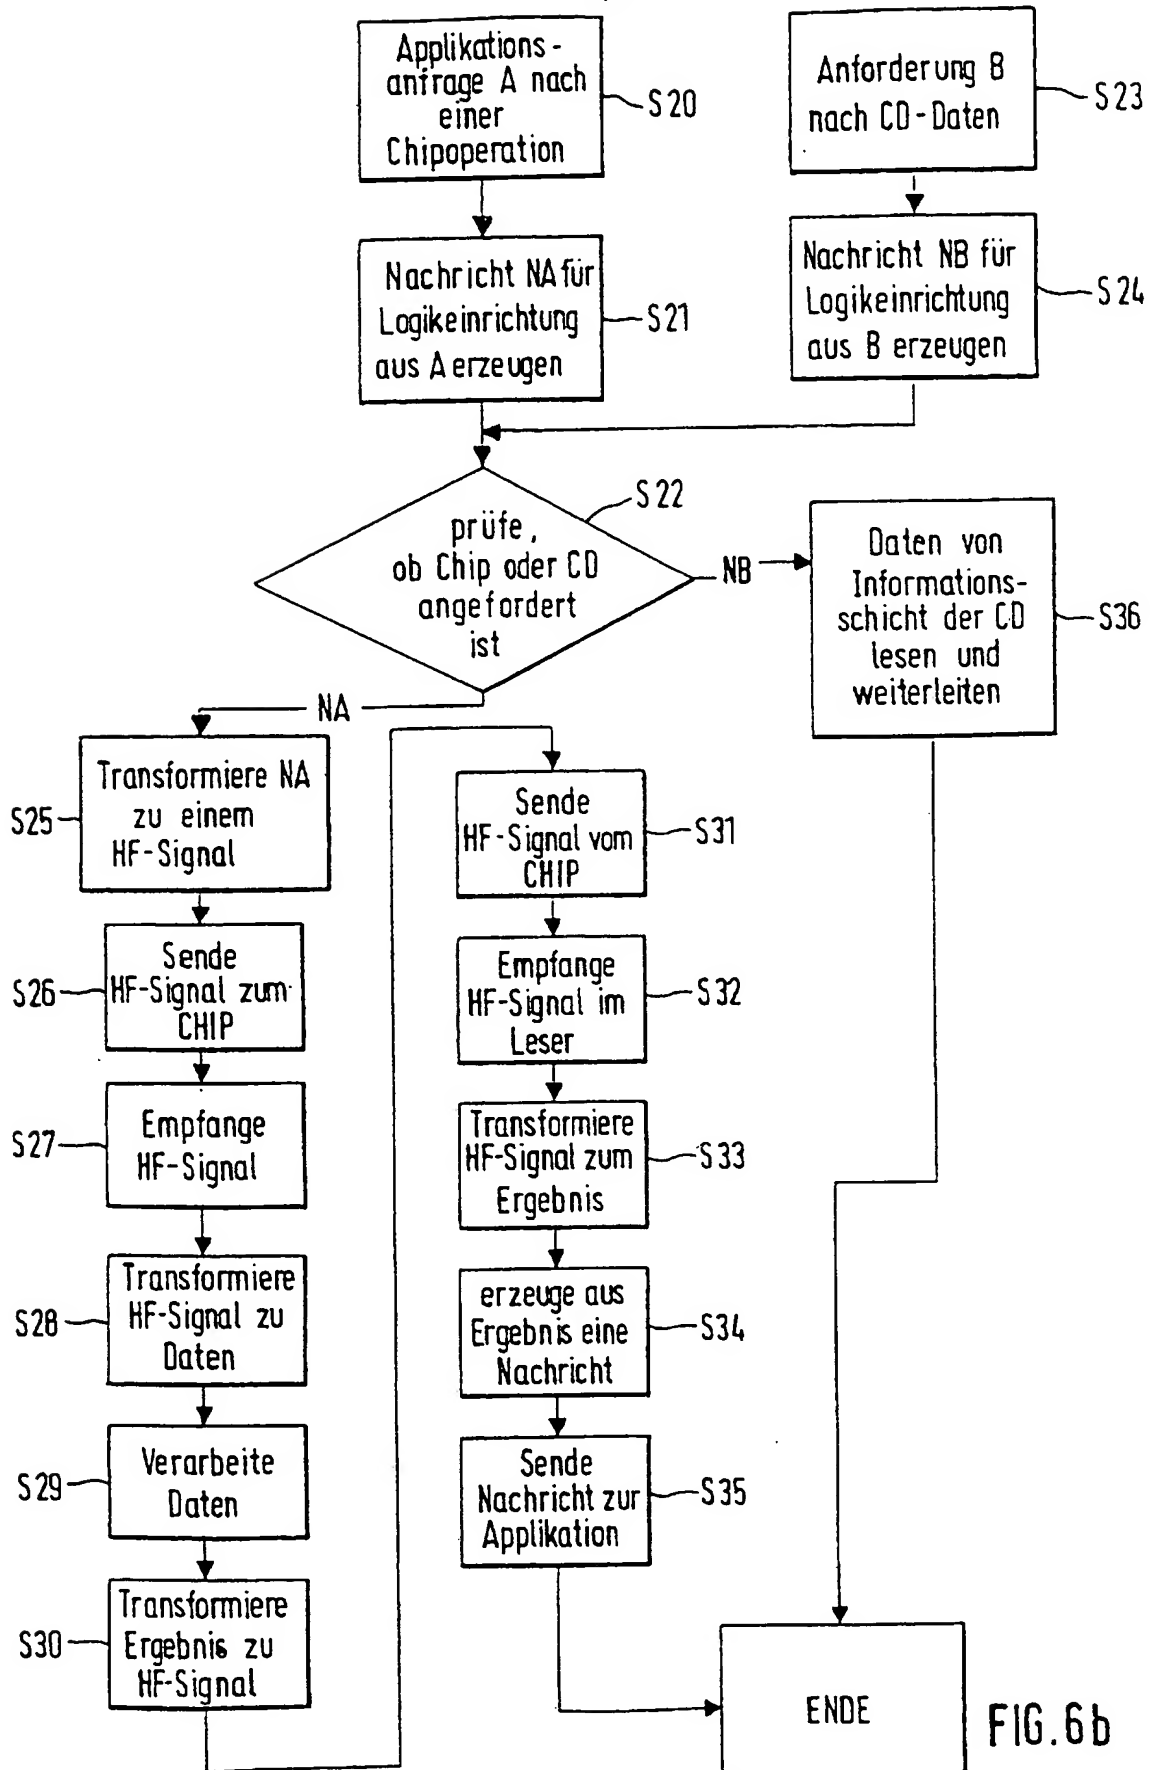 Applikations-
anfrage A nach
einer
Chipoperation
S20
Anforderung B
nach CD-Daten
S23
Nachricht NA für
Logikeinrichtung
aus A erzeugen
S21
Nachricht NB für
Logikeinrichtung
aus B erzeugen
S24
prüfe,
ob Chip oder CD
angefordert
ist
S22
NB
Daten von
Informations-
schicht der CD
lesen und
weiterleiten
S36
NA
Transformiere NA
zu einem
HF-Signal
S25
Sende
HF-Signal zum
CHIP
S26
Empfange
HF-Signal
S27
Transformiere
HF-Signal zu
Daten
S28
Verarbeite
Daten
S29
Transformiere
Ergebnis zu
HF-Signal
S30
Sende
HF-Signal vom
CHIP
S31
Empfange
HF-Signal im
Leser
S32
Transformiere
HF-Signal zum
Ergebnis
S33
erzeuge aus
Ergebnis eine
Nachricht
S34
Sende
Nachricht zur
Applikation
S35
ENDE
FIG.6b